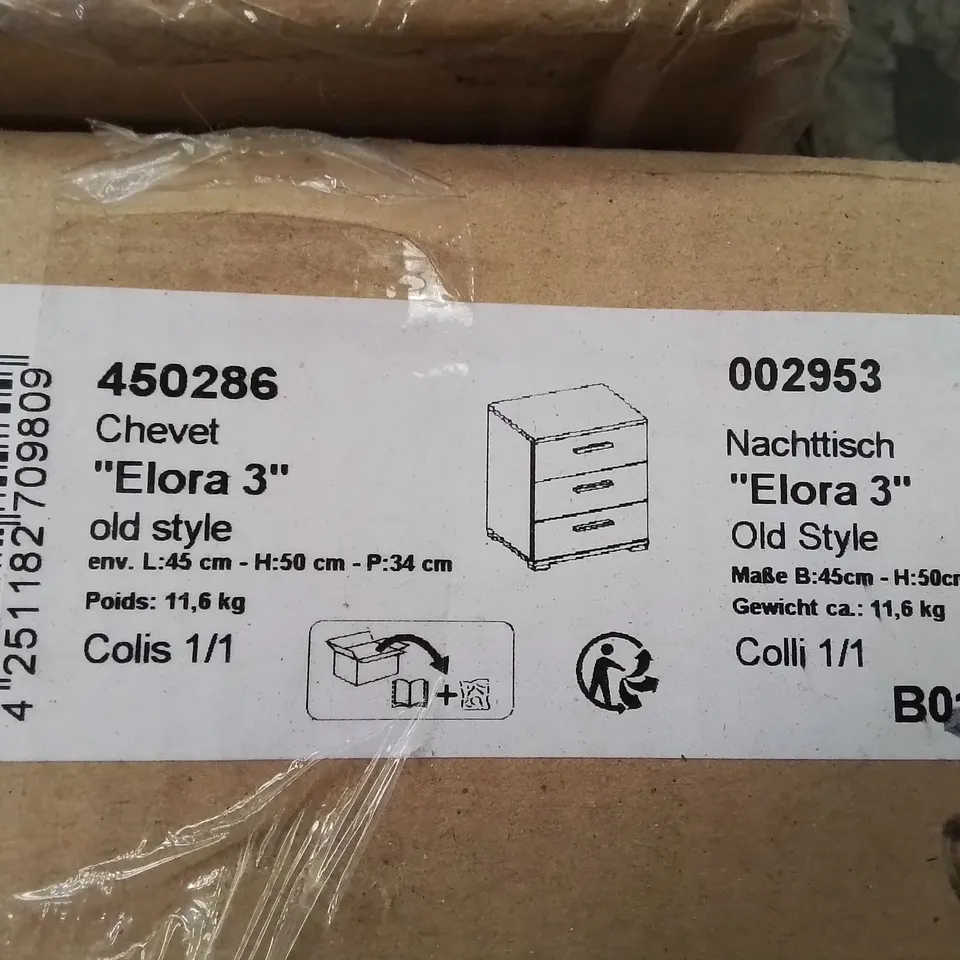 4 251182 709809
450286
Chevet
"Elora 3"
old style
env. L:45 cm - H:50 cm - P:34 cm
Poids: 11,6 kg
Colis 1/1
+
002953
Nachttisch
"Elora 3"
Old Style
Maße B:45cm - H:50cm
Gewicht ca.: 11,6 kg
Colli 1/1